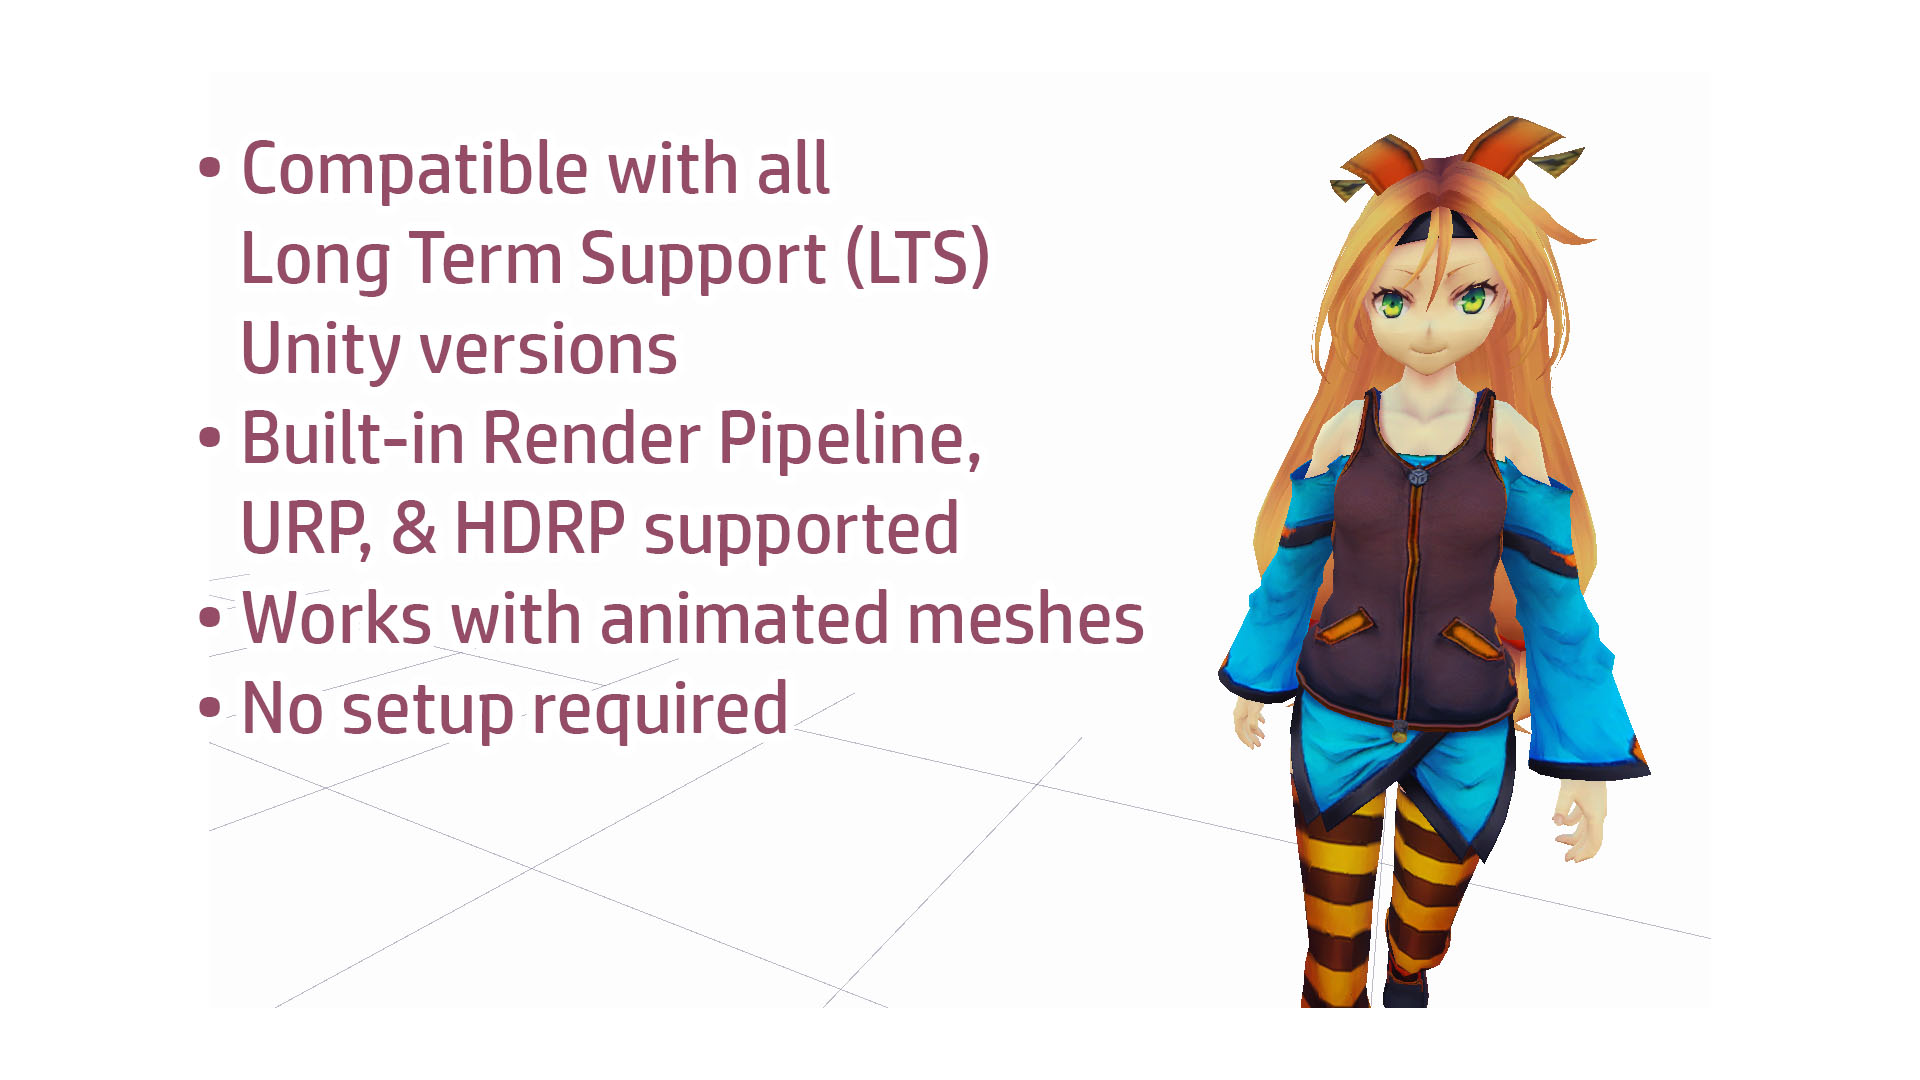 • Compatible with all
Long Term Support (LTS)
Unity versions
• Built-in Render Pipeline,
URP, & HDRP supported
• Works with animated meshes
• No setup required